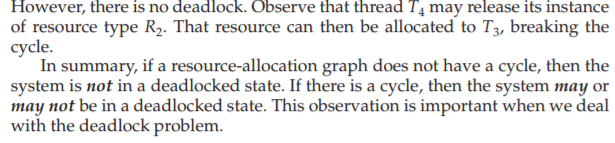 However, there is no deadlock. Observe that thread T4 may release its instance
of resource type R2. That resource can then be allocated to T3, breaking the
cycle.
In summary, if a resource-allocation graph does not have a cycle, then the
system is not in a deadlocked state. If there is a cycle, then the system may or
may not be in a deadlocked state. This observation is important when we deal
with the deadlock problem.